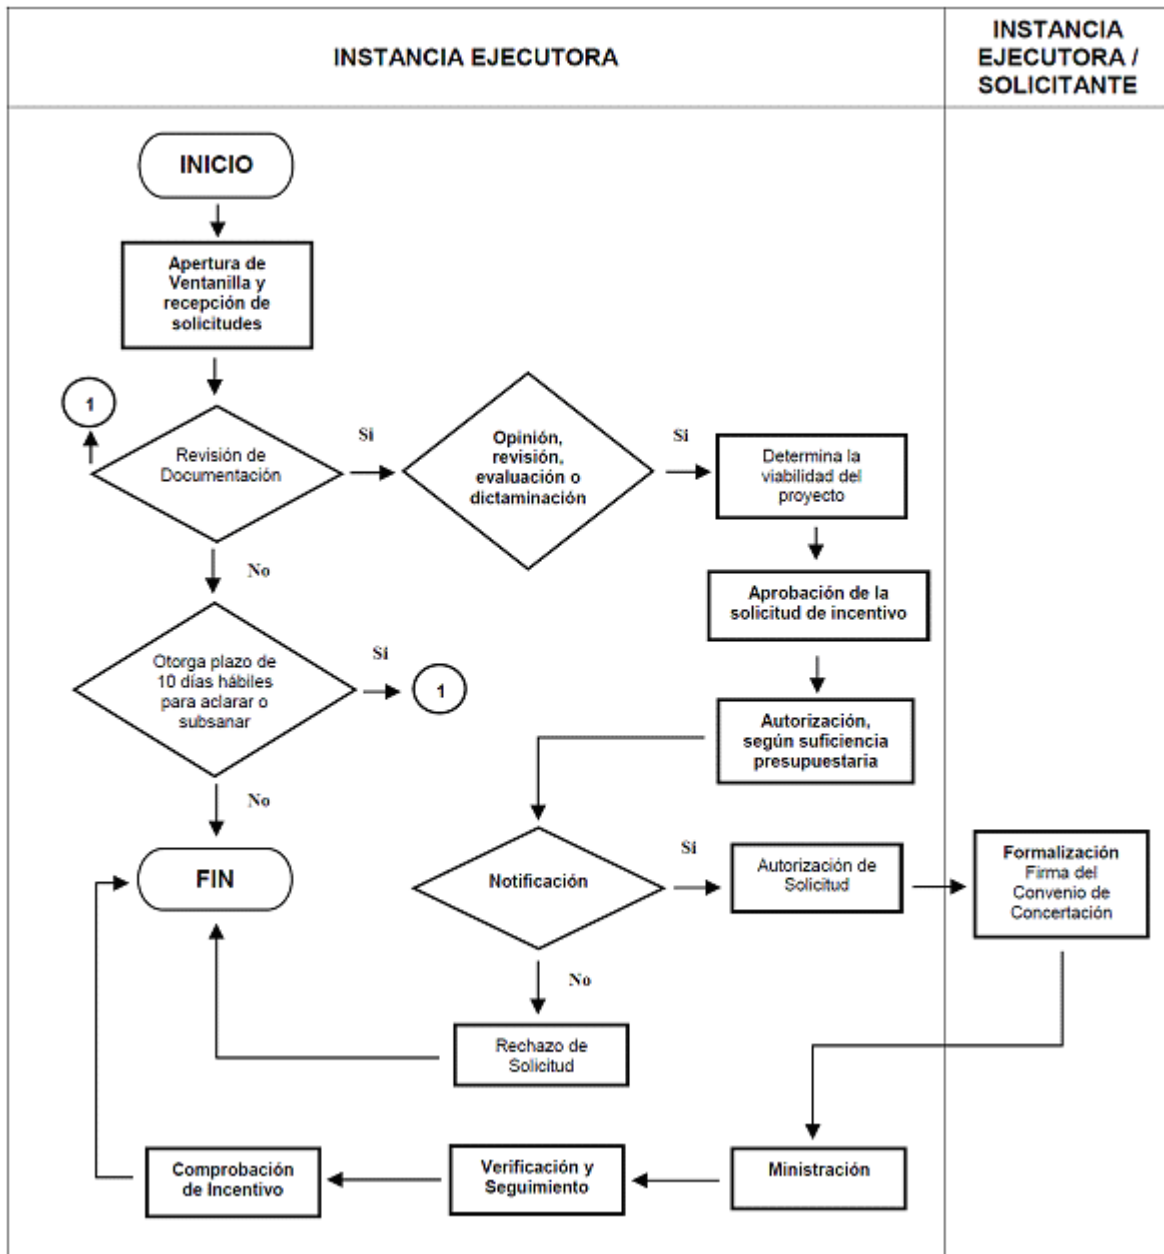 INSTANCIA EJECUTORA
INSTANCIA
EJECUTORA /
SOLICITANTE
INICIO
Apertura de
Ventanilla y
recepción de
solicitudes
1
Revisión de
Documentación
Si
Opinión,
revisión,
evaluación o
dictaminación
Si
Determina la
viabilidad del
proyecto
No
Aprobación de la
solicitud de incentivo
Otorga plazo de
10 días hábiles
para aclarar o
subsanar
Si
1
Autorización,
según suficiencia
presupuestaria
No
FIN
Notificación
Si
Autorización de
Solicitud
Formalización
Firma del
Convenio de
Concertación
No
Rechazo de
Solicitud
Comprobación
de Incentivo
Verificación y
Seguimiento
Ministración